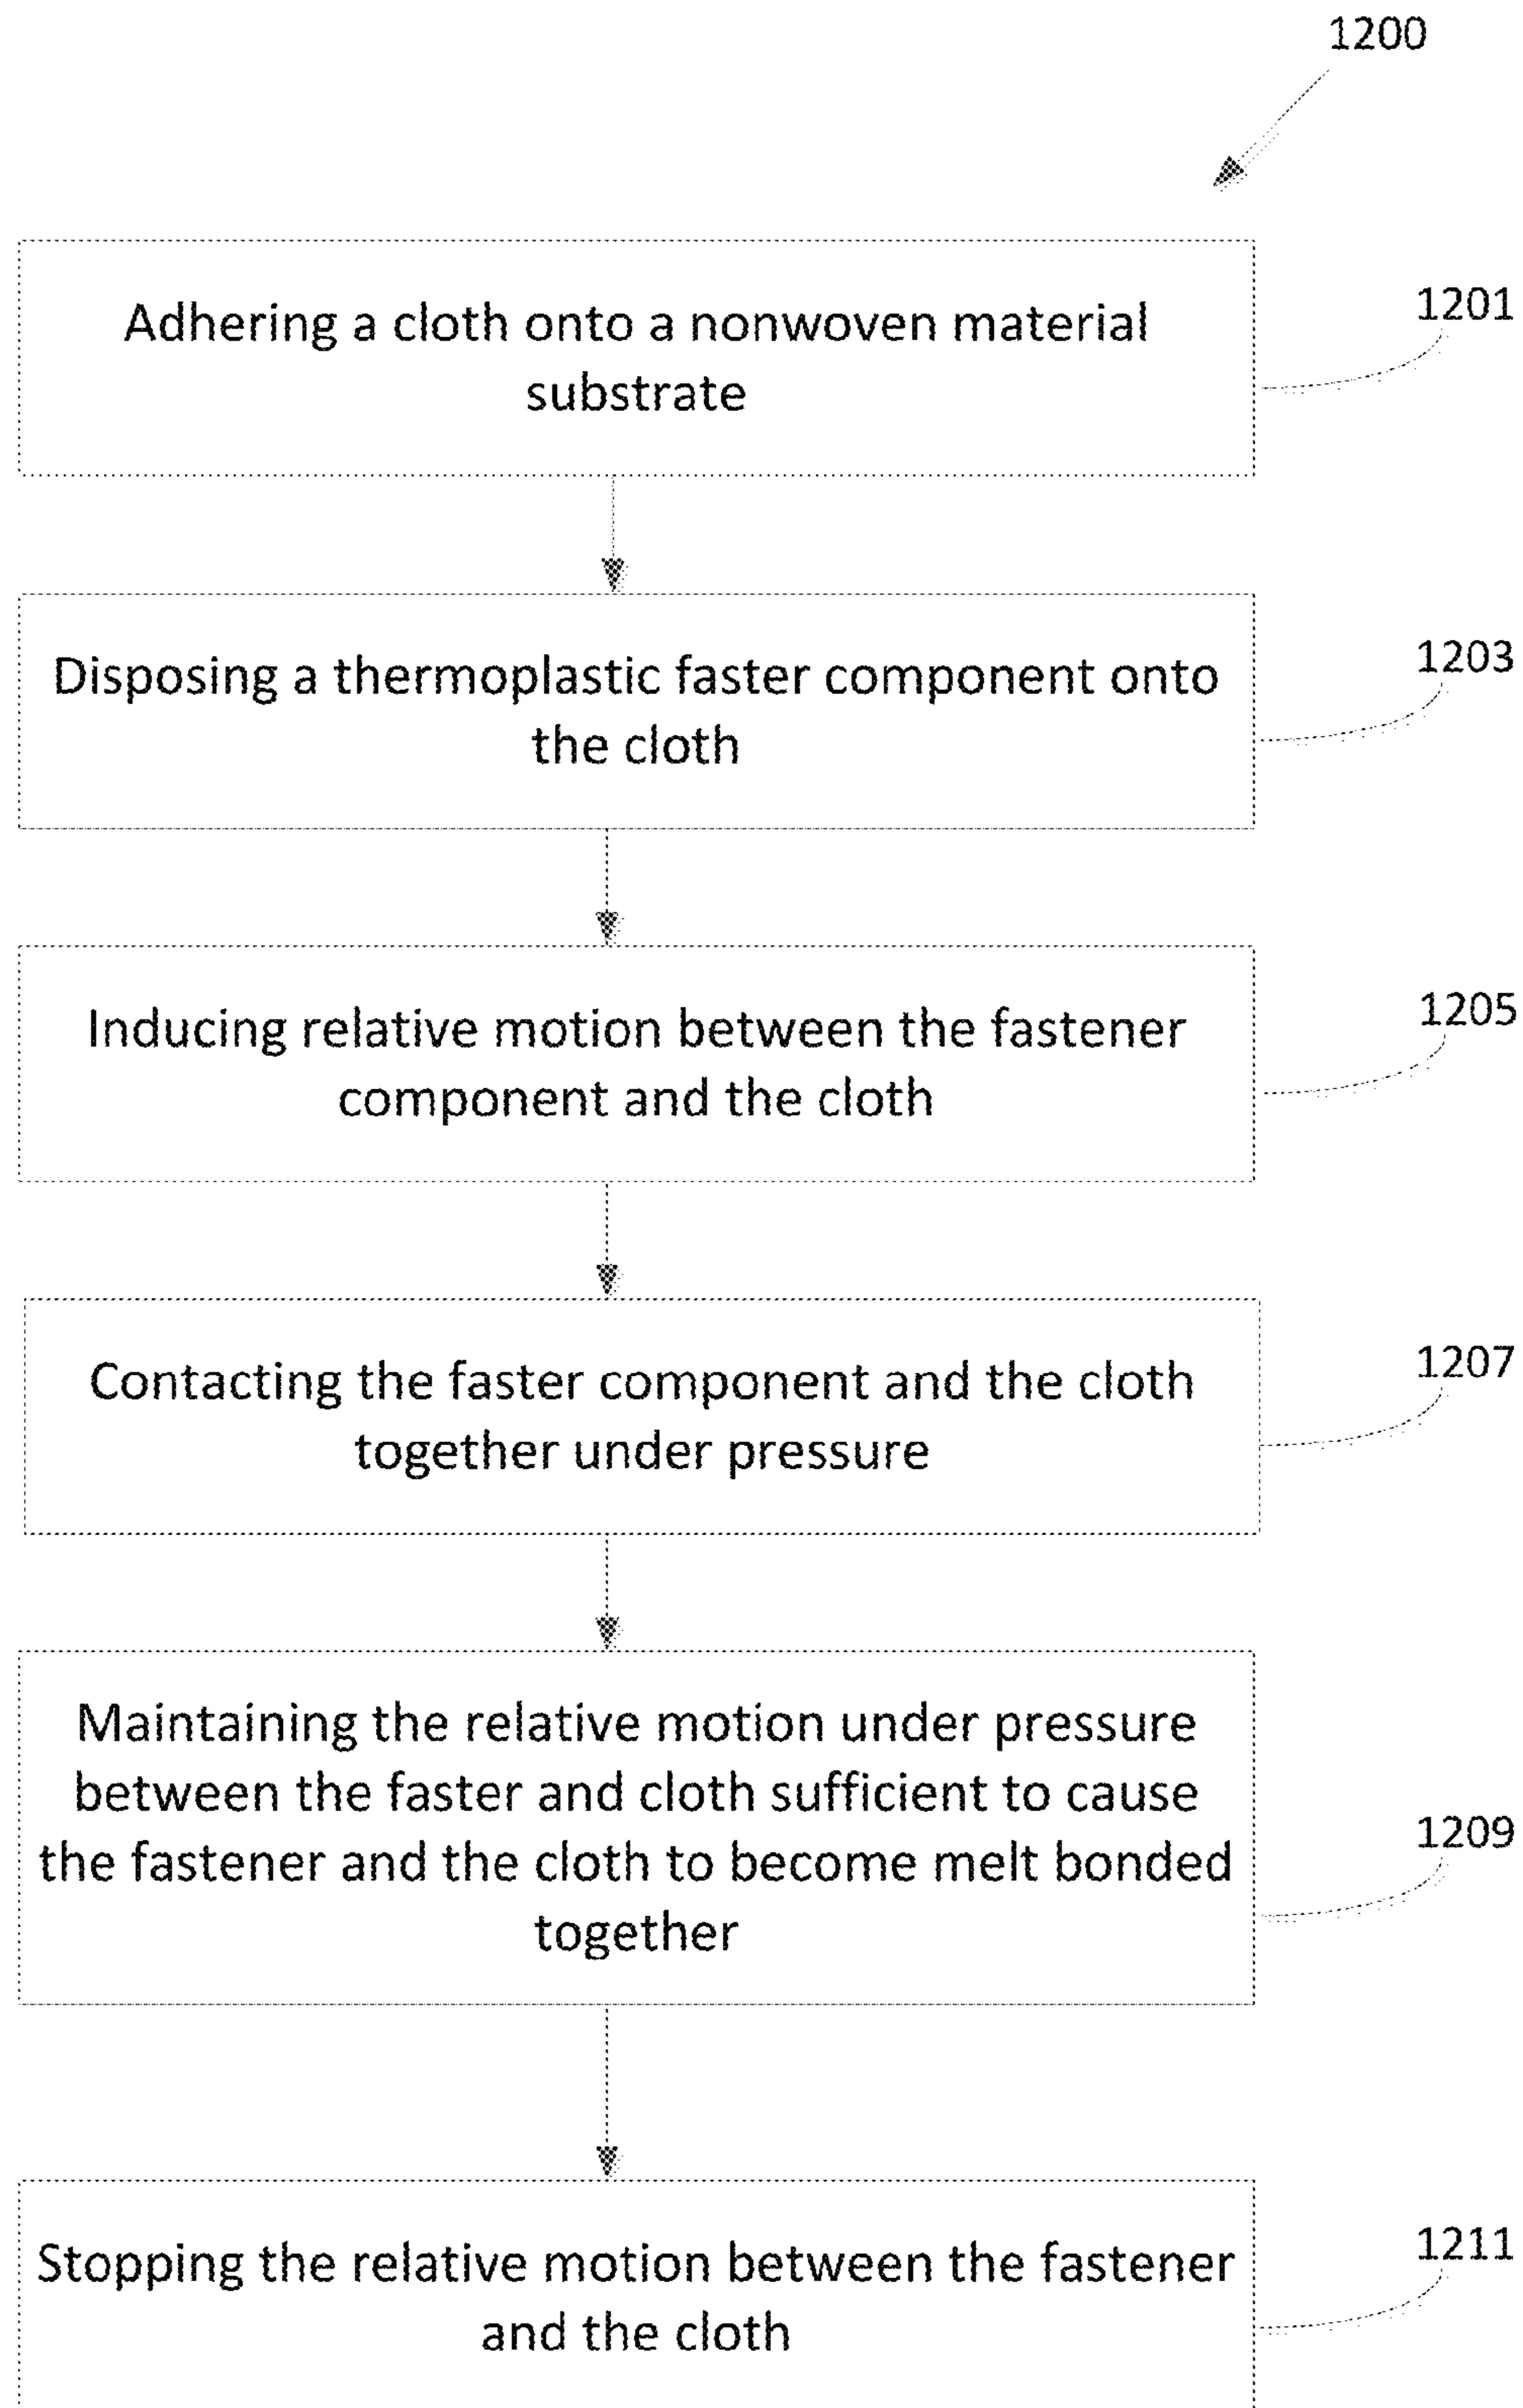 1200
Adhering a cloth onto a nonwoven material
substrate
1201
Disposing a thermoplastic faster component onto
the cloth
1203
Inducing relative motion between the fastener
component and the cloth
1205
Contacting the faster component and the cloth
together under pressure
1207
Maintaining the relative motion under pressure
between the faster and cloth sufficient to cause
the fastener and the cloth to become melt bonded
together
1209
Stopping the relative motion between the fastener
and the cloth
1211